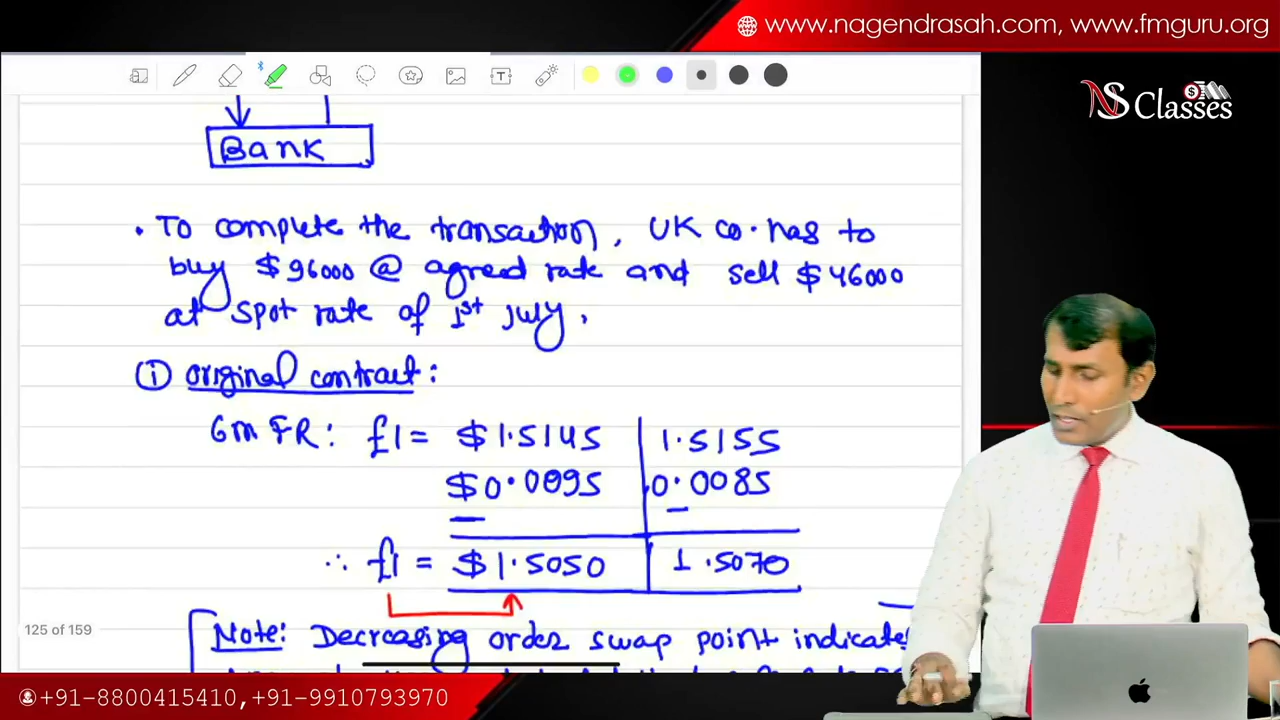 www.nagendrasah.com, www.fmguru.org
NS Classes
Bank
• To complete the transaction, UK co. has to
buy $96000 @ agreed rate and sell $46000
at spot rate of 1st July.
(i) original contract:
6m FR: £1 = $1.5145 | 1.5155
$0.0095 | 0.0085
∴ £1 = $1.5050 | 1.5070
125 of 159
Note: Decreasing order swap point indicates
+91-8800415410, +91-9910793970